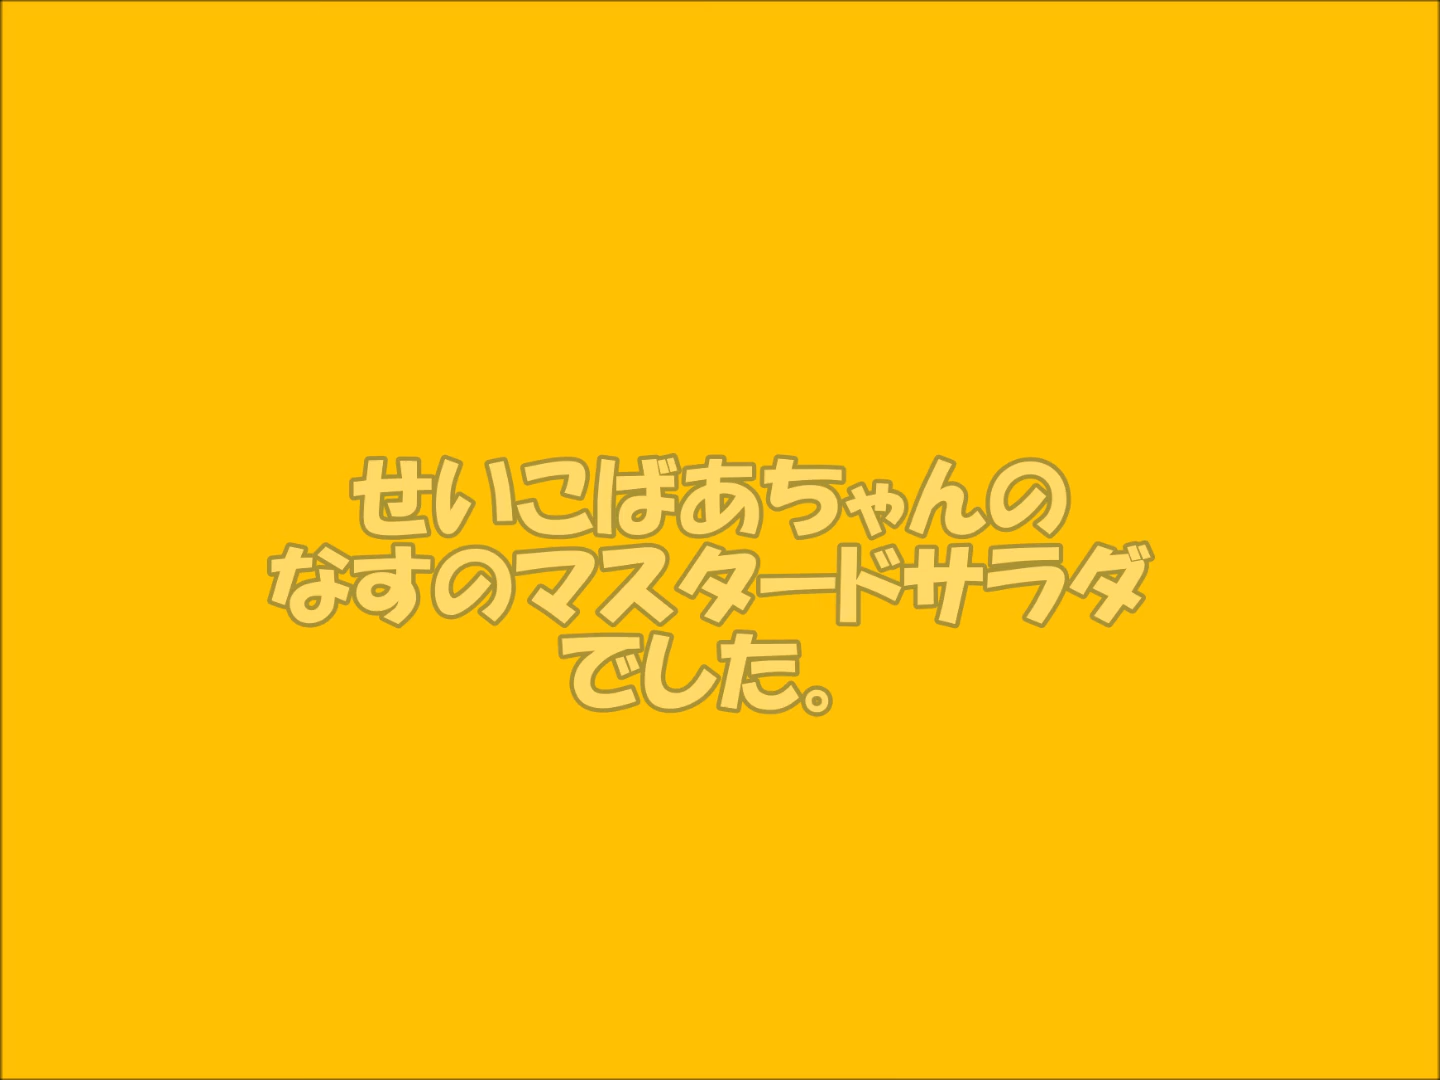 せいこばあちゃんの
なすのマスタードサラダ
でした。